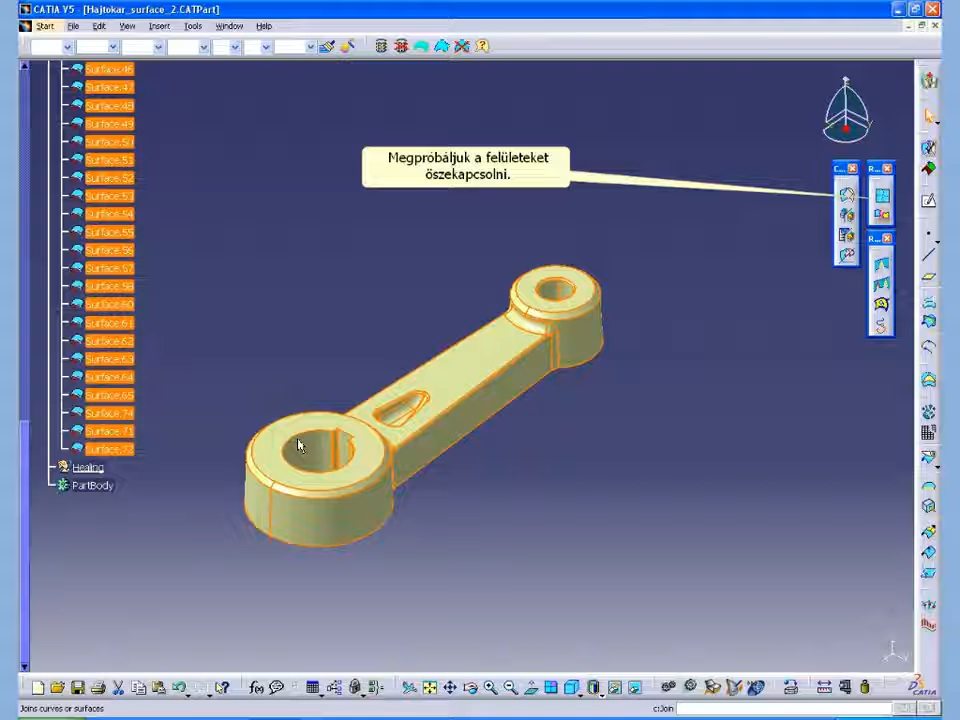 CATIA V5 - [Hajtokar_surface_2.CATPart]
Start File Edit View Insert Tools Window Help
Surface.46
Surface.47
Surface.48
Surface.49
Surface.50
Surface.51
Surface.52
Surface.53
Surface.54
Surface.55
Surface.56
Surface.57
Surface.58
Surface.60
Surface.61
Surface.62
Surface.63
Surface.64
Surface.65
Surface.74
Surface.71
Healing
PartBody
Megpróbáljuk a felületeket
öszekapcsolni.
C...
R...
R...
f(x)
CATIA
Joins curves or surfaces
c:Join